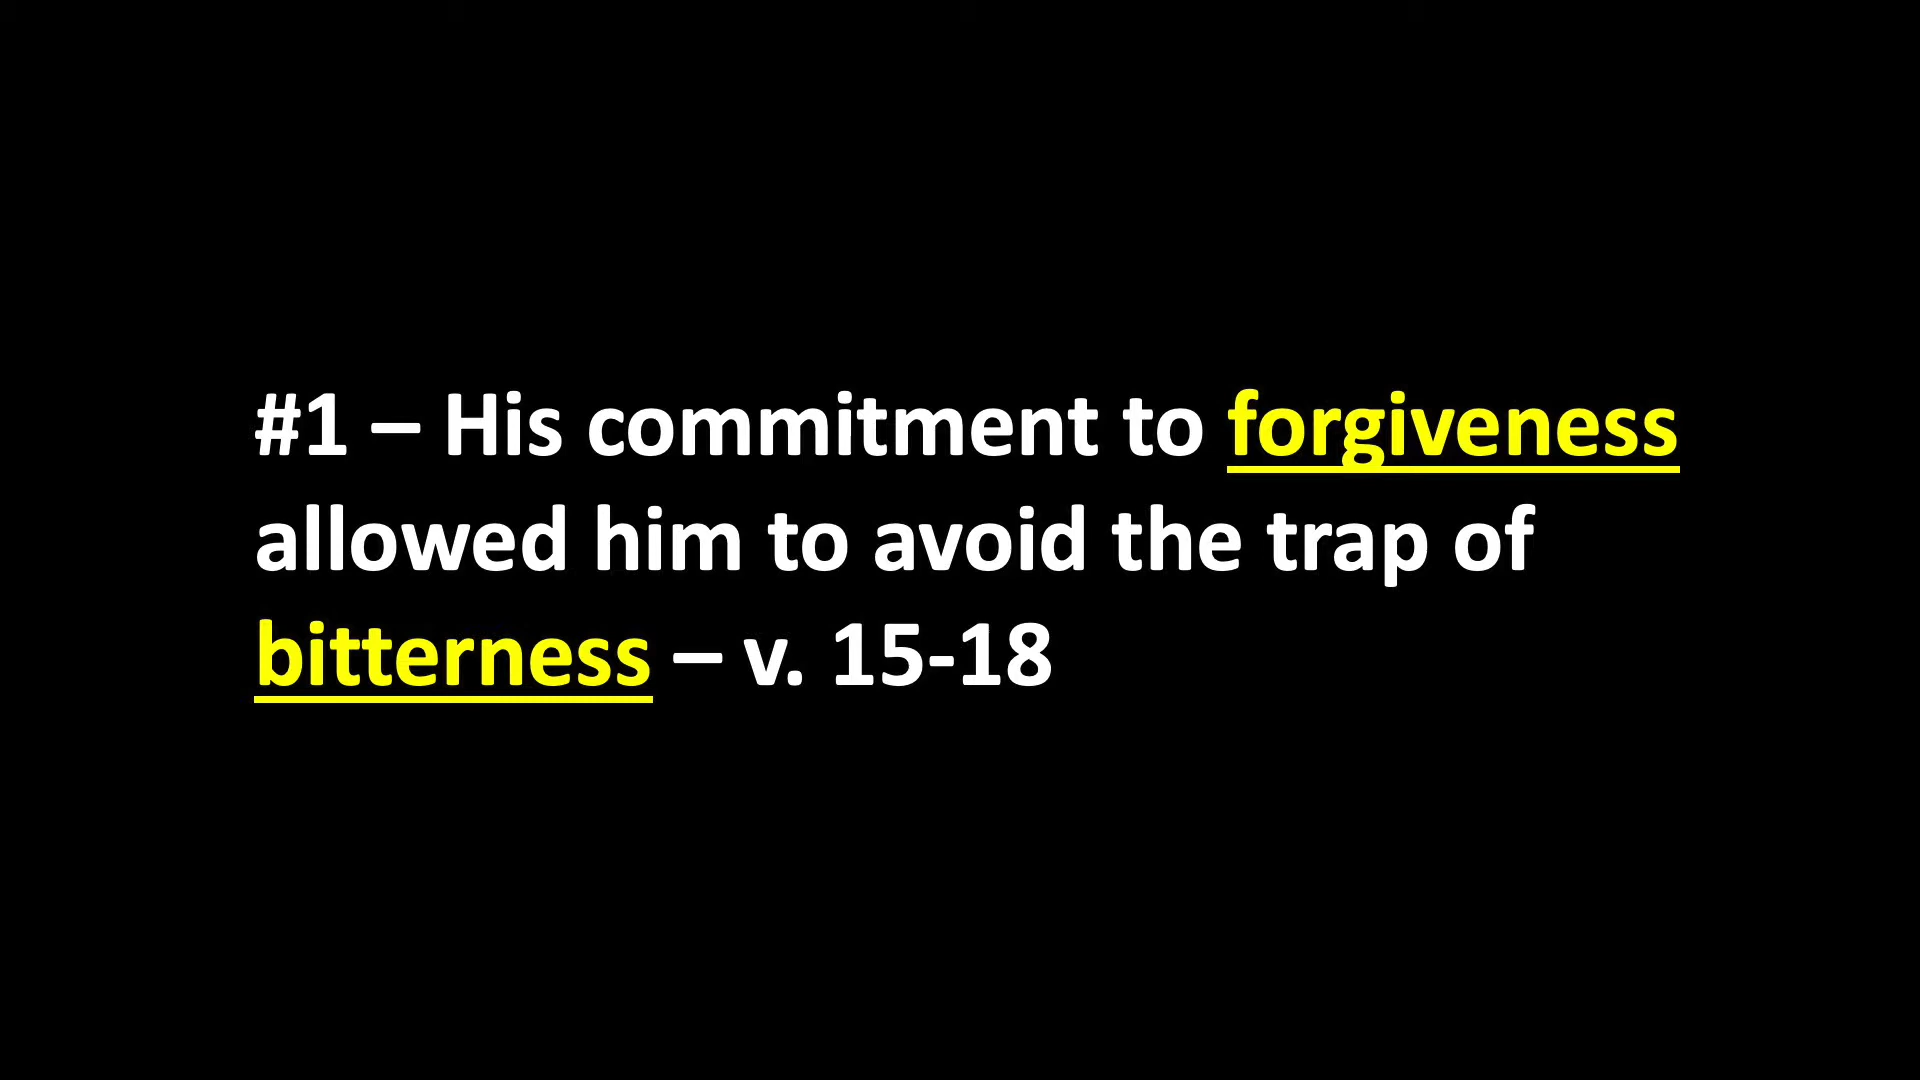 #1 – His commitment to forgiveness
allowed him to avoid the trap of
bitterness – v. 15-18